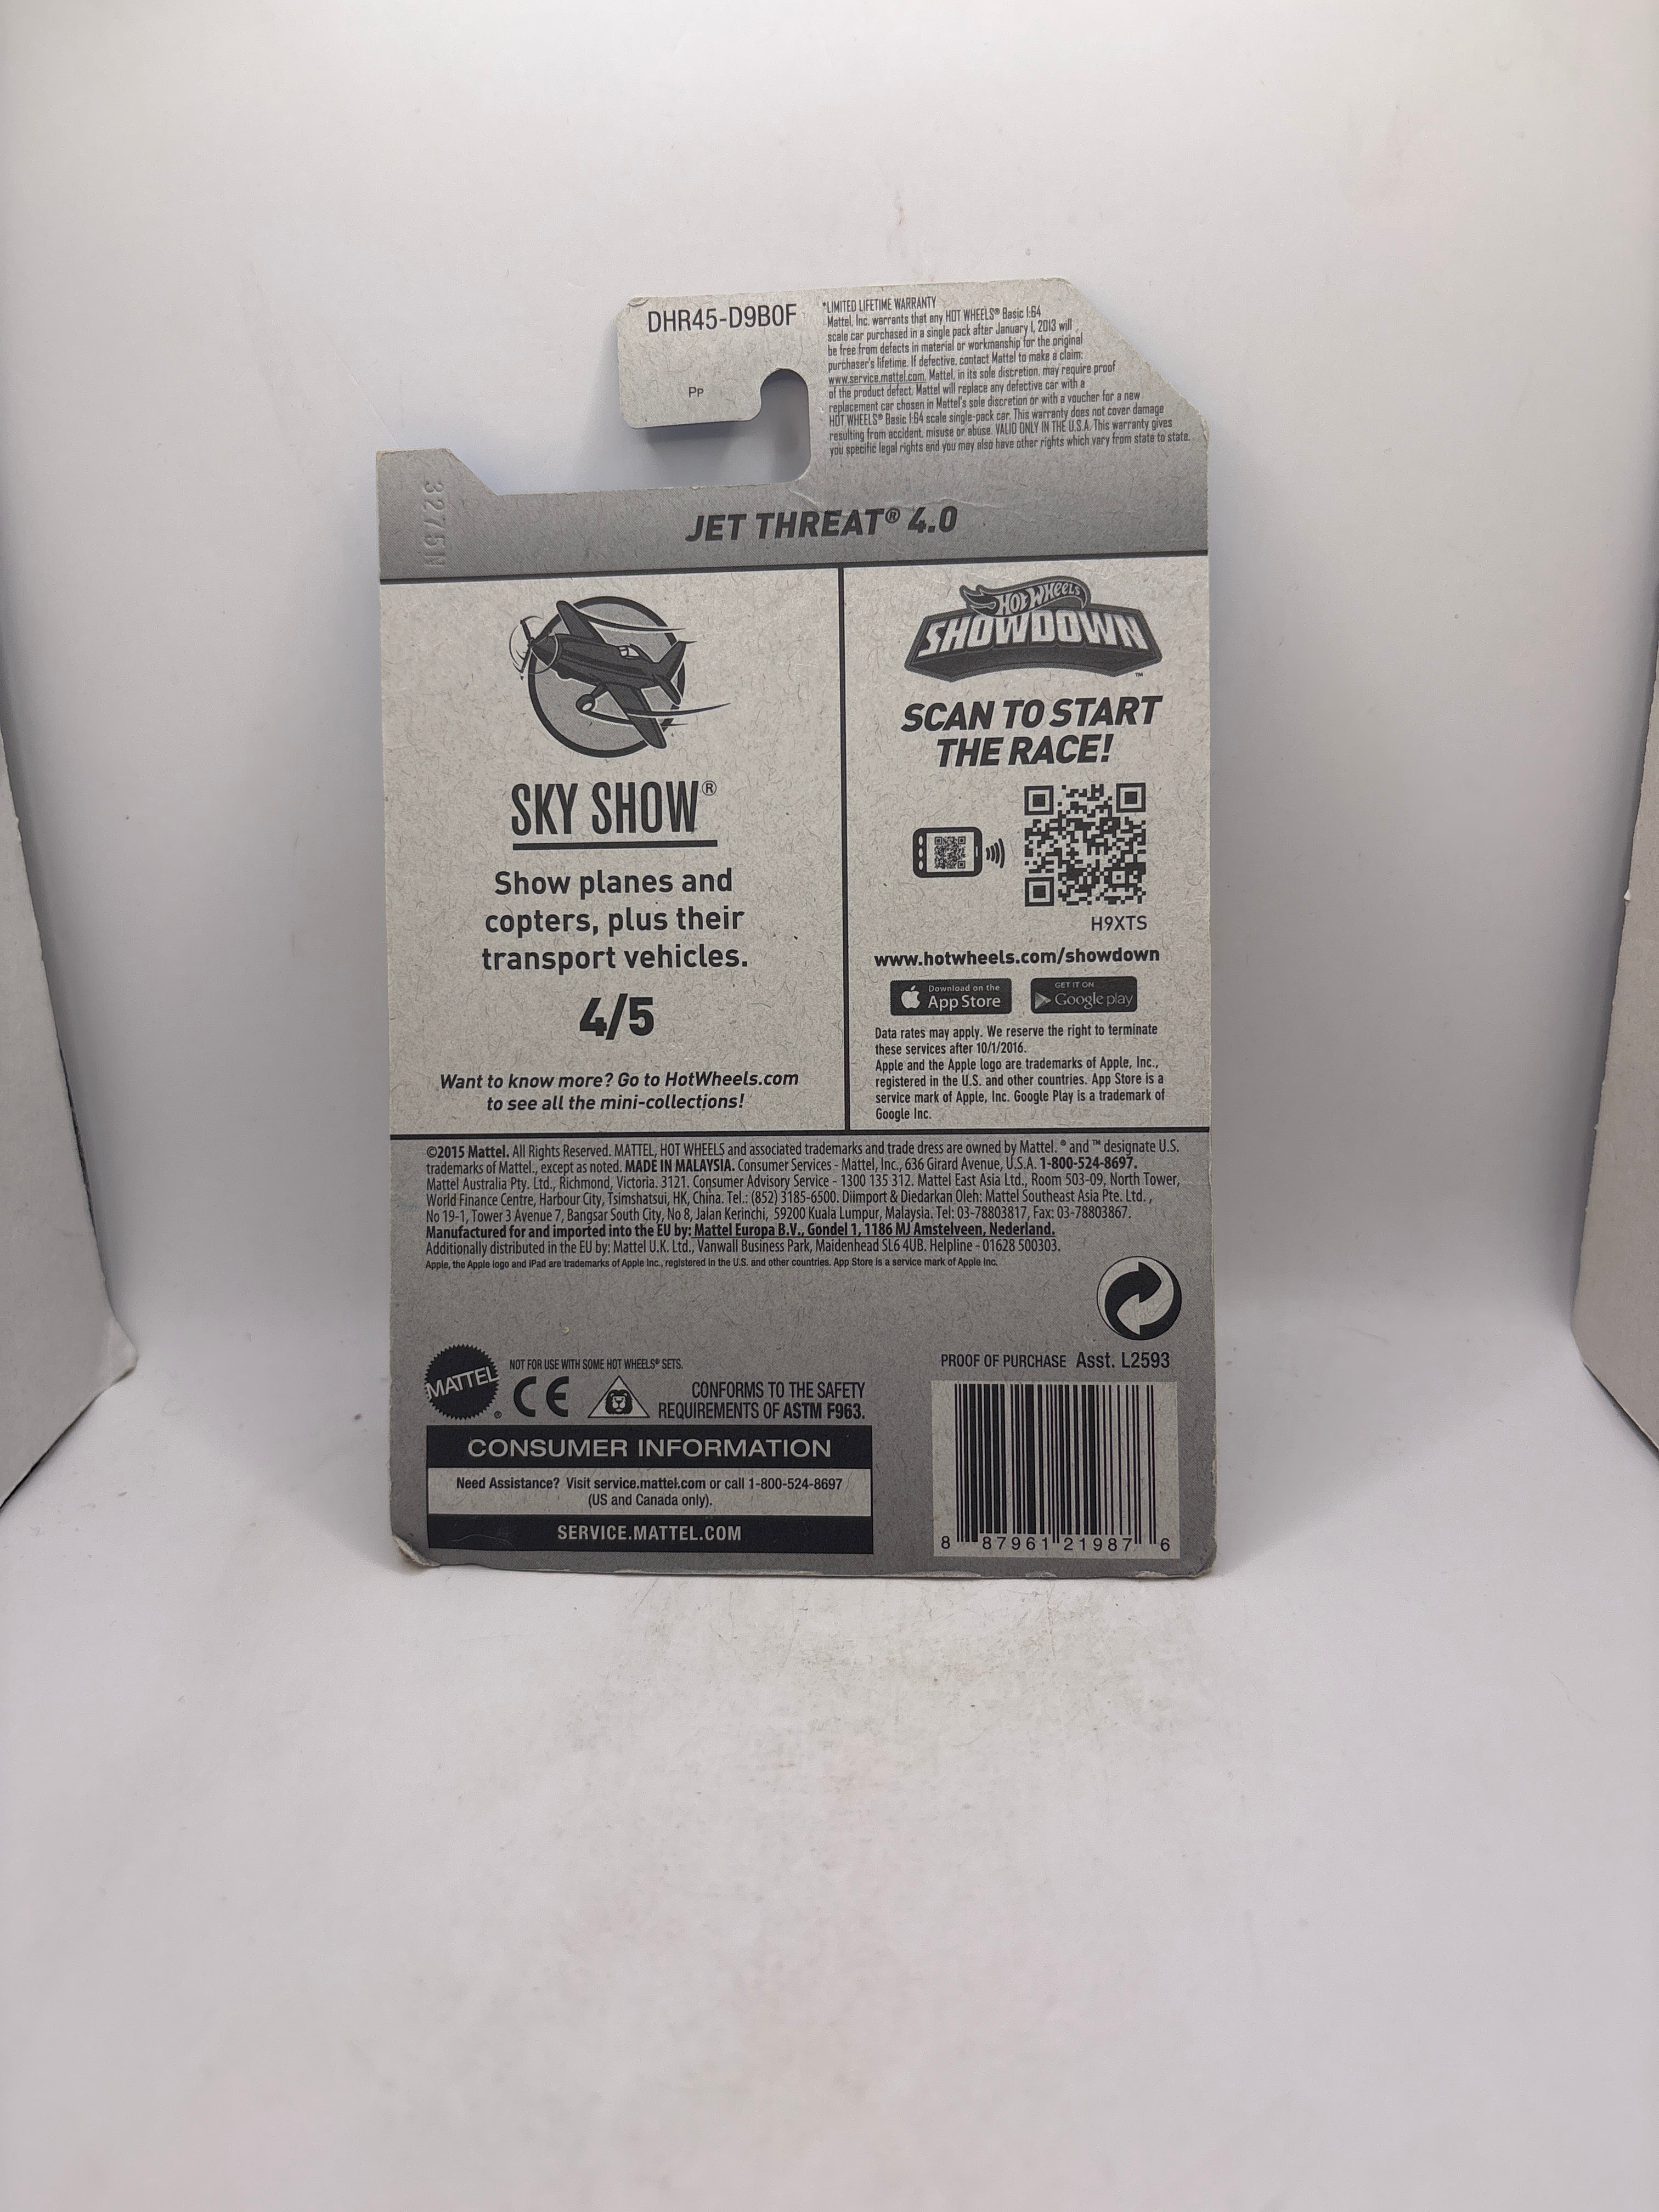 DHR45-D9B0F
Pp
*LIMITED LIFETIME WARRANTY
Mattel, Inc. warrants that any HOT WHEELS® Basic 1:64
scale car purchased in a single pack after January 1, 2013 will
be free from defects in material or workmanship for the original
purchaser's lifetime. If defective, contact Mattel to make a claim:
www.service.mattel.com. Mattel, in its sole discretion, may require proof
of the product defect. Mattel will replace any defective car with a
replacement car chosen in Mattel's sole discretion or with a voucher for a new
HOT WHEELS® Basic 1:64 scale single-pack car. This warranty does not cover damage
resulting from accident, misuse or abuse. VALID ONLY IN THE U.S.A. This warranty gives
you specific legal rights and you may also have other rights which vary from state to state.
3275N
JET THREAT® 4.0
SKY SHOW®
Show planes and
copters, plus their
transport vehicles.
4/5
Want to know more? Go to HotWheels.com
to see all the mini-collections!
HOT WHEELS
SHOWDOWN™
SCAN TO START
THE RACE!
H9XTS
www.hotwheels.com/showdown
Download on the
App Store
GET IT ON
Google play
Data rates may apply. We reserve the right to terminate
these services after 10/1/2016.
Apple and the Apple logo are trademarks of Apple, Inc.,
registered in the U.S. and other countries. App Store is a
service mark of Apple, Inc. Google Play is a trademark of
Google Inc.
©2015 Mattel. All Rights Reserved. MATTEL, HOT WHEELS and associated trademarks and trade dress are owned by Mattel. ® and ™ designate U.S.
trademarks of Mattel., except as noted. MADE IN MALAYSIA. Consumer Services - Mattel, Inc., 636 Girard Avenue, U.S.A. 1-800-524-8697.
Mattel Australia Pty. Ltd., Richmond, Victoria. 3121. Consumer Advisory Service - 1300 135 312. Mattel East Asia Ltd., Room 503-09, North Tower,
World Finance Centre, Harbour City, Tsimshatsui, HK, China. Tel.: (852) 3185-6500. Diimport & Diedarkan Oleh: Mattel Southeast Asia Pte. Ltd.,
No 19-1, Tower 3 Avenue 7, Bangsar South City, No 8, Jalan Kerinchi, 59200 Kuala Lumpur, Malaysia. Tel: 03-78803817, Fax: 03-78803867.
Manufactured for and imported into the EU by: Mattel Europa B.V., Gondel 1, 1186 MJ Amstelveen, Nederland.
Additionally distributed in the EU by: Mattel U.K. Ltd., Vanwall Business Park, Maidenhead SL6 4UB. Helpline - 01628 500303.
Apple, the Apple logo and iPad are trademarks of Apple Inc., registered in the U.S. and other countries. App Store is a service mark of Apple Inc.
MATTEL®
NOT FOR USE WITH SOME HOT WHEELS® SETS.
CE
CONFORMS TO THE SAFETY
REQUIREMENTS OF ASTM F963.
CONSUMER INFORMATION
Need Assistance? Visit service.mattel.com or call 1-800-524-8697
(US and Canada only).
SERVICE.MATTEL.COM
PROOF OF PURCHASE Asst. L2593
8 87961 21987 6